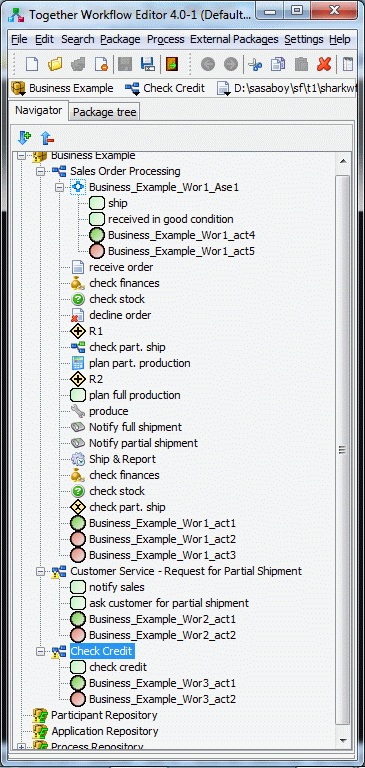 Together Workflow Editor 4.0-1 (Default...
File Edit Search Package Process External Packages Settings Help
Business Example Check Credit D:\sasaboy\sf\t1\sharkwf
Navigator Package tree
Business Example
Sales Order Processing
Business_Example_Wor1_Ase1
ship
received in good condition
Business_Example_Wor1_act4
Business_Example_Wor1_act5
receive order
check finances
check stock
decline order
R1
check part. ship
plan part. production
R2
plan full production
produce
Notify full shipment
Notify partial shipment
Ship & Report
check finances
check stock
check part. ship
Business_Example_Wor1_act1
Business_Example_Wor1_act2
Business_Example_Wor1_act3
Customer Service - Request for Partial Shipment
notify sales
ask customer for partial shipment
Business_Example_Wor2_act1
Business_Example_Wor2_act2
Check Credit
check credit
Business_Example_Wor3_act1
Business_Example_Wor3_act2
Participant Repository
Application Repository
Process Repository